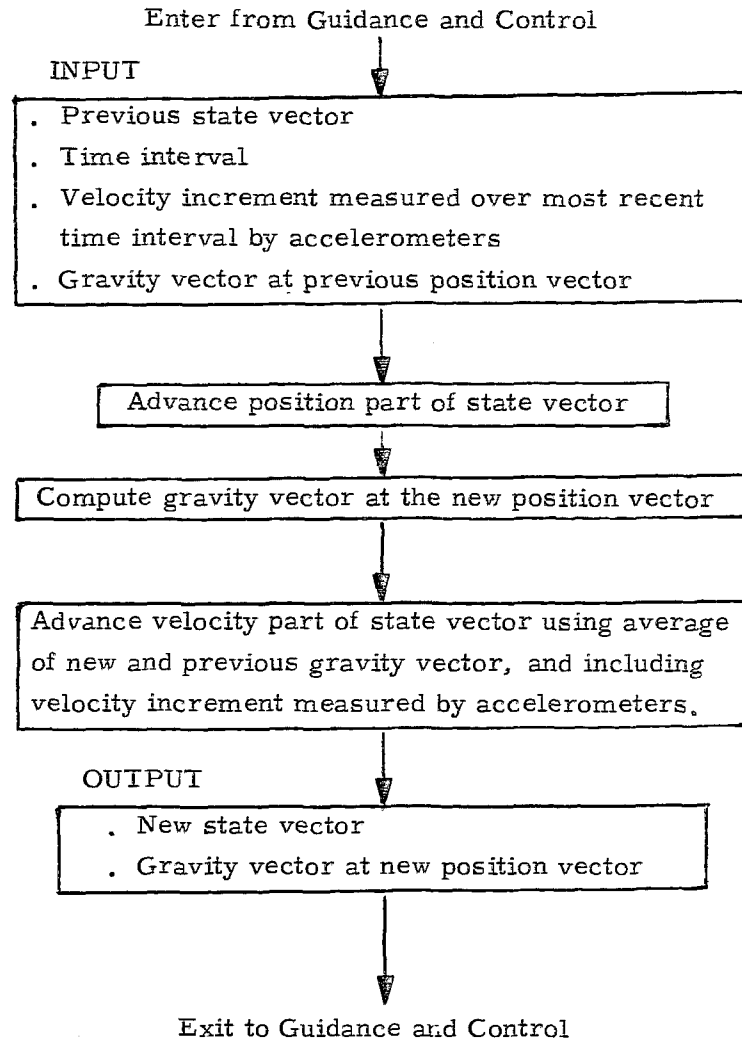 Enter from Guidance and Control
INPUT
. Previous state vector
. Time interval
. Velocity increment measured over most recent
time interval by accelerometers
. Gravity vector at previous position vector
Advance position part of state vector
Compute gravity vector at the new position vector
Advance velocity part of state vector using average
of new and previous gravity vector, and including
velocity increment measured by accelerometers.
OUTPUT
. New state vector
. Gravity vector at new position vector
Exit to Guidance and Control